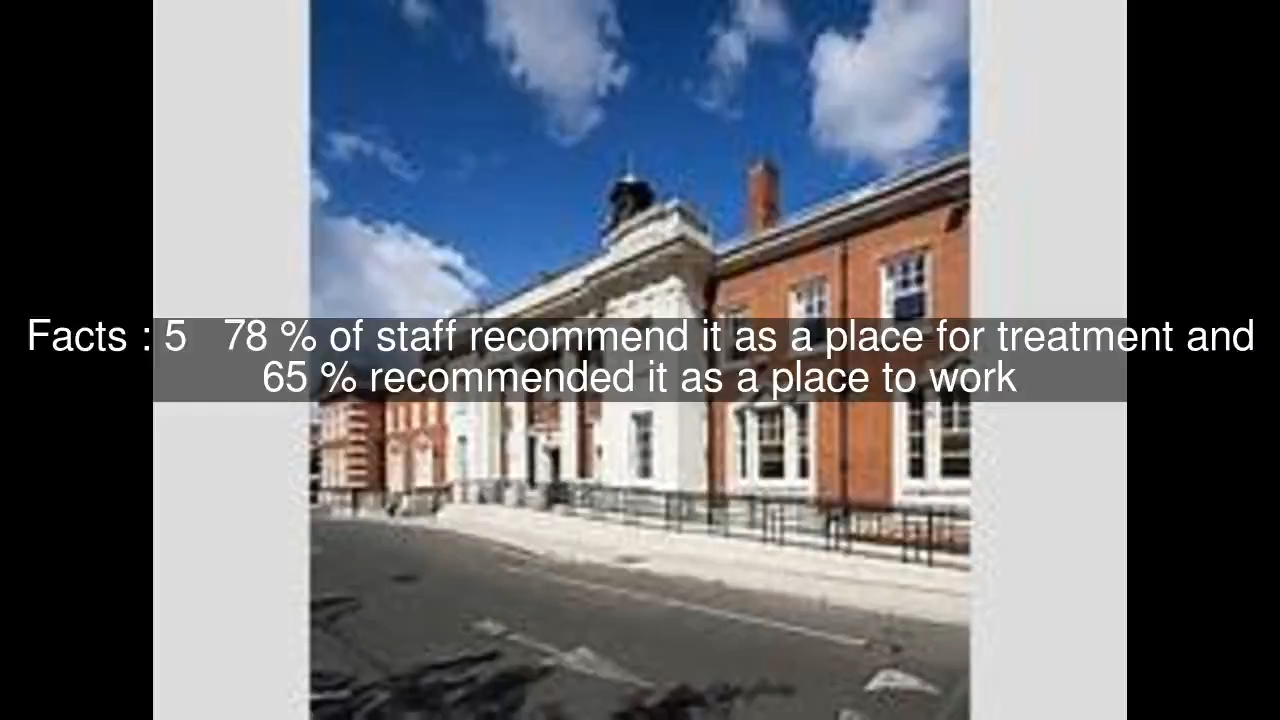 Facts : 5 78 % of staff recommend it as a place for treatment and
65 % recommended it as a place to work